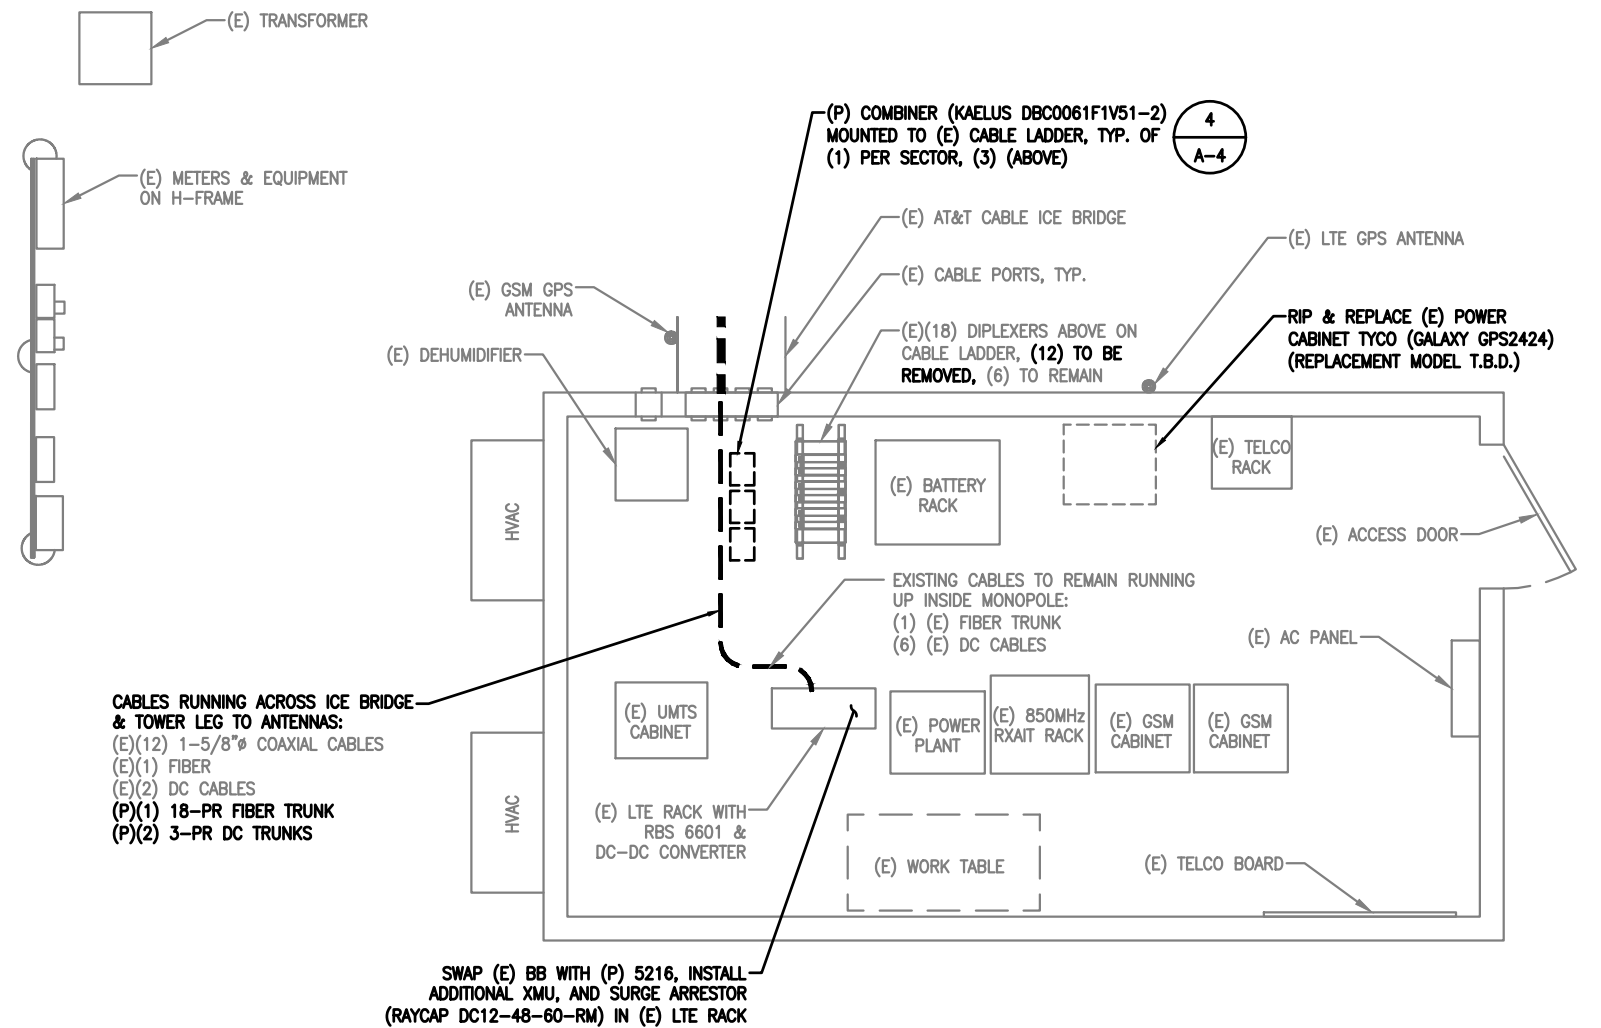 (E) TRANSFORMER
(P) COMBINER (KAELUS DBC0061F1V51-2)
MOUNTED TO (E) CABLE LADDER, TYP. OF
(1) PER SECTOR, (3) (ABOVE)
4
A-4
(E) METERS & EQUIPMENT
ON H-FRAME
(E) AT&T CABLE ICE BRIDGE
(E) LTE GPS ANTENNA
(E) CABLE PORTS, TYP.
(E) GSM GPS
ANTENNA
(E)(18) DIPLEXERS ABOVE ON
CABLE LADDER, (12) TO BE
REMOVED, (6) TO REMAIN
RIP & REPLACE (E) POWER
CABINET TYCO (GALAXY GPS2424)
(REPLACEMENT MODEL T.B.D.)
(E) DEHUMIDIFIER
(E) TELCO
RACK
(E) BATTERY
RACK
HVAC
(E) ACCESS DOOR
EXISTING CABLES TO REMAIN RUNNING
UP INSIDE MONOPOLE:
(1) (E) FIBER TRUNK
(6) (E) DC CABLES
(E) AC PANEL
CABLES RUNNING ACROSS ICE BRIDGE
& TOWER LEG TO ANTENNAS:
(E)(12) 1-5/8"ø COAXIAL CABLES
(E)(1) FIBER
(E)(2) DC CABLES
(P)(1) 18-PR FIBER TRUNK
(P)(2) 3-PR DC TRUNKS
(E) UMTS
CABINET
(E) POWER
PLANT
(E) 850MHz
RXAIT RACK
(E) GSM
CABINET
(E) GSM
CABINET
HVAC
(E) LTE RACK WITH
RBS 6601 &
DC-DC CONVERTER
(E) WORK TABLE
(E) TELCO BOARD
SWAP (E) BB WITH (P) 5216, INSTALL
ADDITIONAL XMU, AND SURGE ARRESTOR
(RAYCAP DC12-48-60-RM) IN (E) LTE RACK